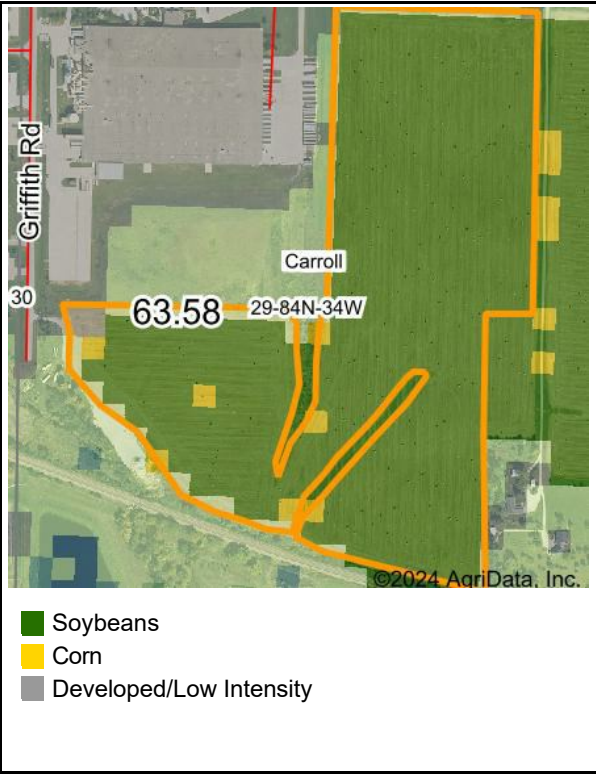 Griffith Rd
Carroll
30
63.58
29-84N-34W
©2024 AgriData, Inc.
Soybeans
Corn
Developed/Low Intensity